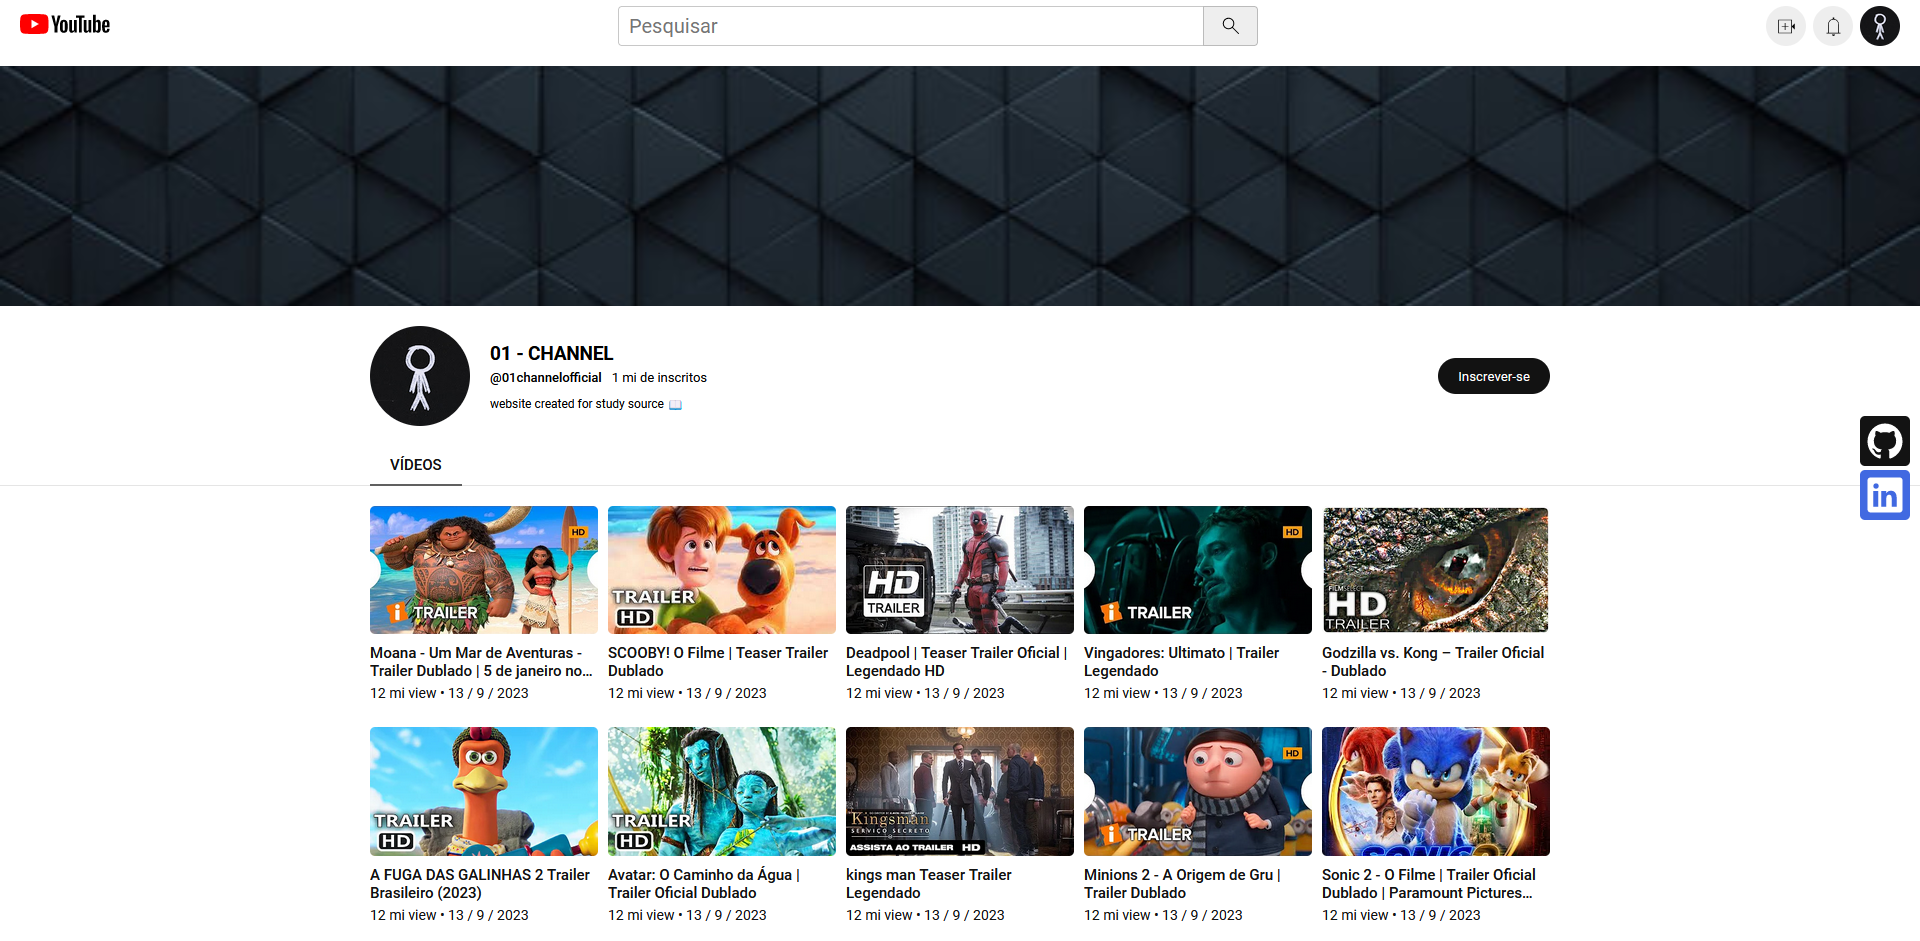 YouTube
Pesquisar
01 - CHANNEL
@01channelofficial 1 mi de inscritos
website created for study source
Inscrever-se
VÍDEOS
HD
TRAILER
TRAILER
HD
HD
TRAILER
HD
TRAILER
FILMSELECT
HD
TRAILER
Moana - Um Mar de Aventuras -
Trailer Dublado | 5 de janeiro no...
12 mi view • 13 / 9 / 2023
SCOOBY! O Filme | Teaser Trailer
Dublado
12 mi view • 13 / 9 / 2023
Deadpool | Teaser Trailer Oficial |
Legendado HD
12 mi view • 13 / 9 / 2023
Vingadores: Ultimato | Trailer
Legendado
12 mi view • 13 / 9 / 2023
Godzilla vs. Kong – Trailer Oficial
- Dublado
12 mi view • 13 / 9 / 2023
TRAILER
HD
TRAILER
HD
Kingsman
SERVIÇO SECRETO
ASSISTA AO TRAILER HD
HD
TRAILER
SONIC 2
A FUGA DAS GALINHAS 2 Trailer
Brasileiro (2023)
12 mi view • 13 / 9 / 2023
Avatar: O Caminho da Água |
Trailer Oficial Dublado
12 mi view • 13 / 9 / 2023
kings man Teaser Trailer
Legendado
12 mi view • 13 / 9 / 2023
Minions 2 - A Origem de Gru |
Trailer Dublado
12 mi view • 13 / 9 / 2023
Sonic 2 - O Filme | Trailer Oficial
Dublado | Paramount Pictures...
12 mi view • 13 / 9 / 2023
in